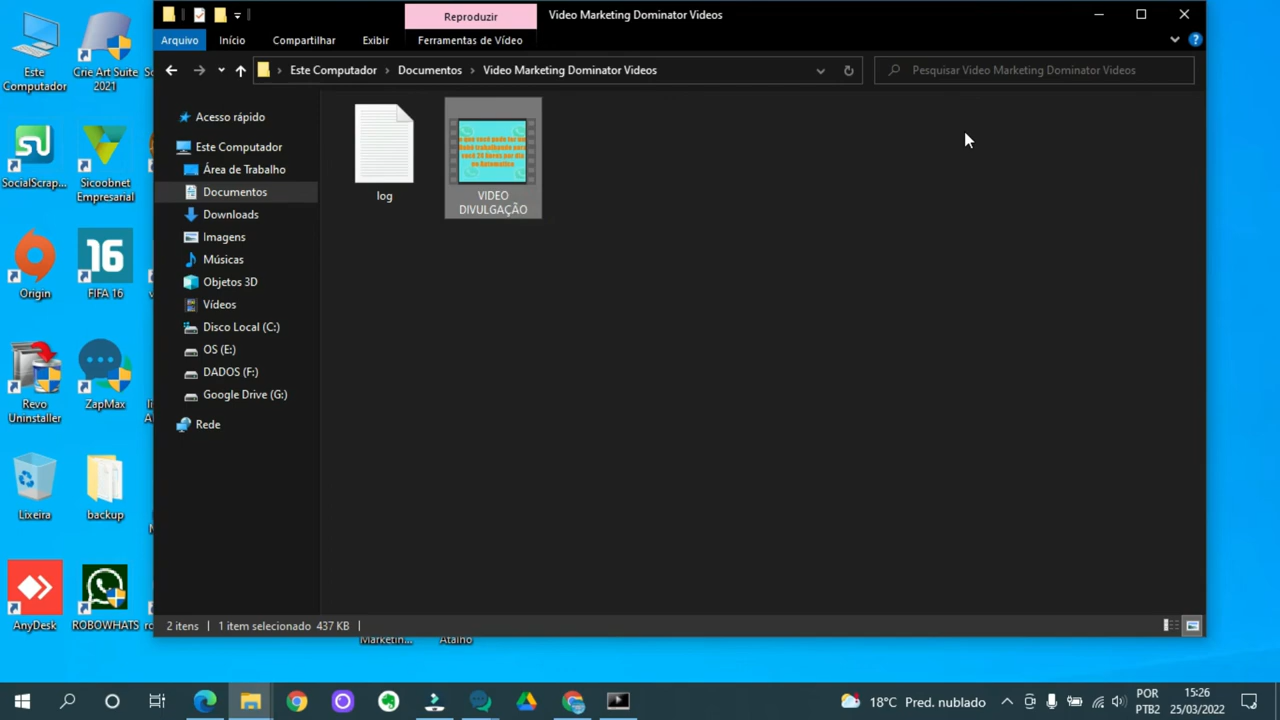 Reproduzir
Video Marketing Dominator Videos
Arquivo
Início
Compartilhar
Exibir
Ferramentas de Vídeo
Este Computador
Documentos
Video Marketing Dominator Videos
Pesquisar Video Marketing Dominator Videos
Acesso rápido
Este Computador
Área de Trabalho
Documentos
Downloads
Imagens
Músicas
Objetos 3D
Vídeos
Disco Local (C:)
OS (E:)
DADOS (F:)
Google Drive (G:)
Rede
log
VIDEO
DIVULGAÇÃO
Este
Computador
Crie Art Suite
2021
SocialScrap...
Sicoobnet
Empresarial
Origin
16
FIFA 16
Revo
Uninstaller
ZapMax
Lixeira
backup
AnyDesk
ROBOWHATS
Marketin...
Atalho
2 itens
1 item selecionado 437 KB
18°C Pred. nublado
POR
PTB2
15:26
25/03/2022